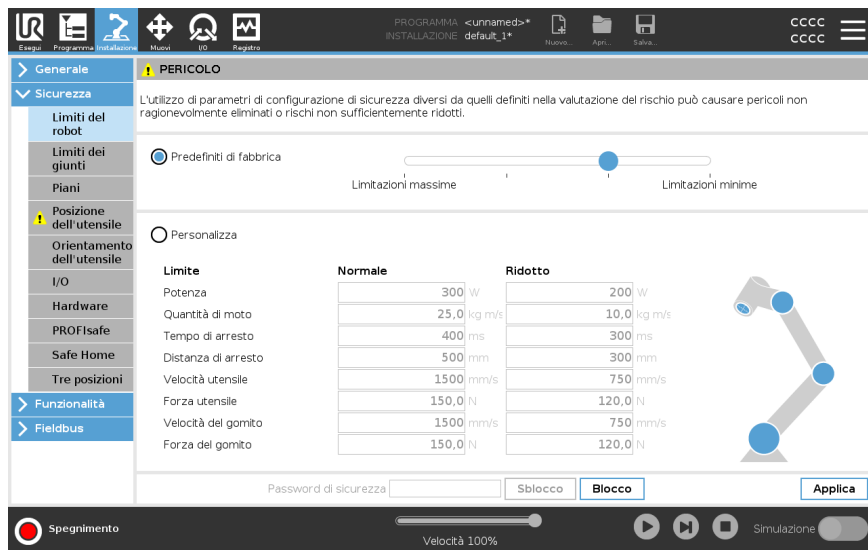 PROGRAMMA <unnamed>*
INSTALLAZIONE default_1*
Esegui Programma Installazione Muovi I/O Registro Nuovo... Apri... Salva...
CCCC
CCCC
Generale
Sicurezza
Limiti del
robot
Limiti dei
giunti
Piani
Posizione
dell'utensile
Orientamento
dell'utensile
I/O
Hardware
PROFIsafe
Safe Home
Tre posizioni
Funzionalità
Fieldbus
PERICOLO
L'utilizzo di parametri di configurazione di sicurezza diversi da quelli definiti nella valutazione del rischio può causare pericoli non
ragionevolmente eliminati o rischi non sufficientemente ridotti.
Predefiniti di fabbrica
Limitazioni massime Limitazioni minime
Personalizza
Limite Normale Ridotto
Potenza 300 W 200 W
Quantità di moto 25,0 kg m/s 10,0 kg m/s
Tempo di arresto 400 ms 300 ms
Distanza di arresto 500 mm 300 mm
Velocità utensile 1500 mm/s 750 mm/s
Forza utensile 150,0 N 120,0 N
Velocità del gomito 1500 mm/s 750 mm/s
Forza del gomito 150,0 N 120,0 N
Password di sicurezza Sblocco Blocco Applica
Spegnimento
Velocità 100%
Simulazione